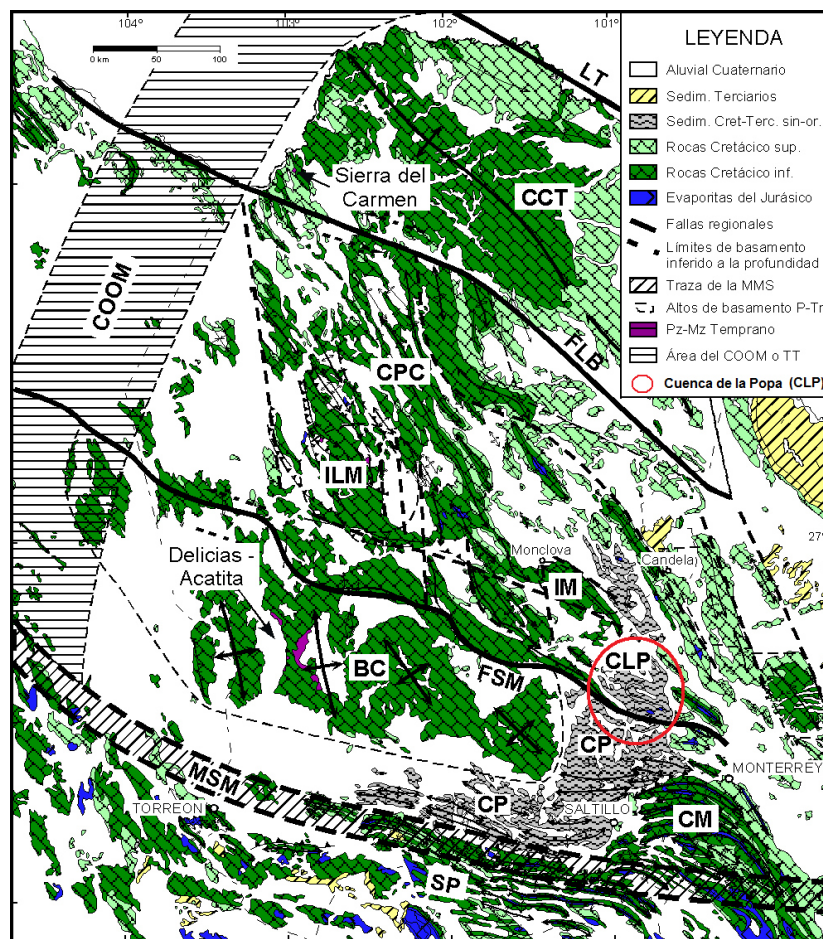 104°
103°
102°
101°
0 km
50
100
LT
LEYENDA
Aluvial Cuaternario
Sedim. Terciarios
Sedim. Cret-Terc. sin-or.
Rocas Cretácico sup.
Rocas Cretácico inf.
Evaporitas del Jurásico
Fallas regionales
Límites de basamento
inferido a la profundidad
Traza de la MMS
Altos de basamento P-Tr
Pz-Mz Temprano
Área del COOM o TT
Cuenca de la Popa (CLP)
Sierra del
Carmen
CCT
COOM
FLB
CPC
ILM
27°
Monclova
Candela
Delicias -
Acatita
IM
CLP
BC
FSM
CP
MSM
MONTERREY
TORREON
CP
SALTILLO
CM
SP